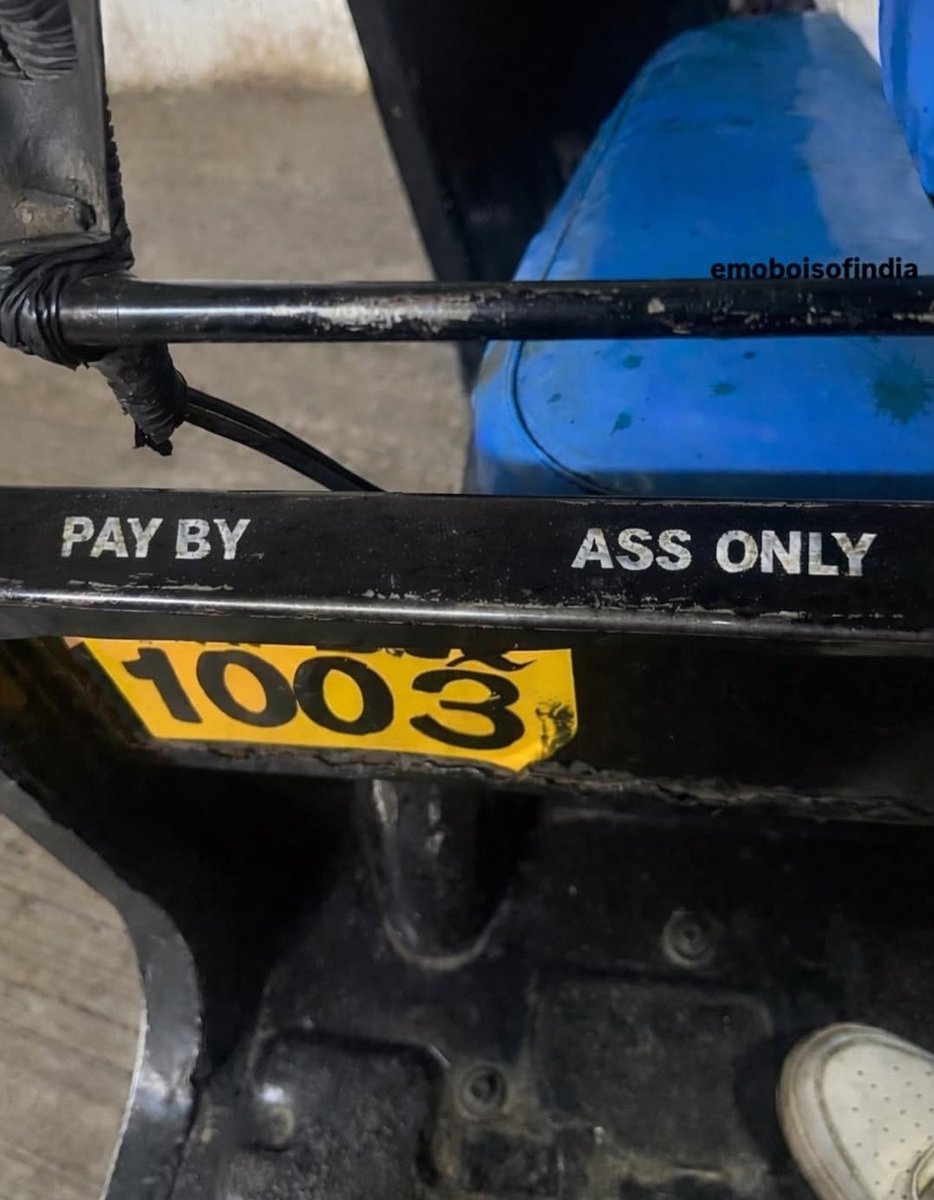 emoboisofindia
PAY BY ASS ONLY
1003